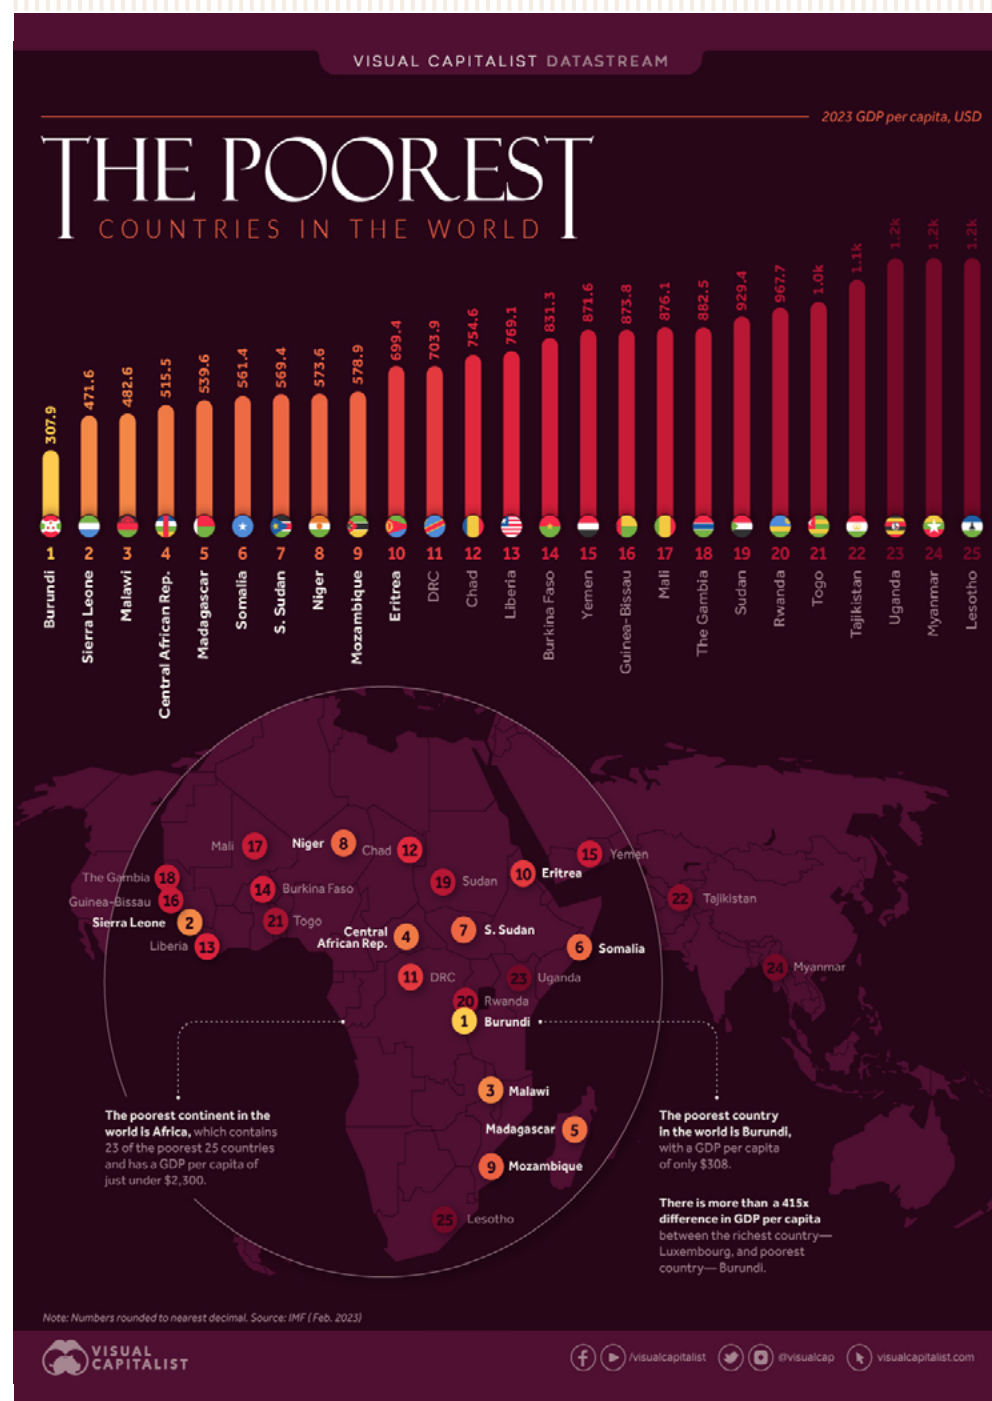 VISUAL CAPITALIST DATASTREAM
2023 GDP per capita, USD
THE POOREST
COUNTRIES IN THE WORLD
307.9
471.6
482.6
515.5
539.6
561.4
569.4
573.6
578.9
699.4
703.9
754.6
769.1
831.3
871.6
873.8
876.1
882.5
929.4
967.7
1.0k
1.1k
1.2k
1.2k
1.2k
1 2 3 4 5 6 7 8 9 10 11 12 13 14 15 16 17 18 19 20 21 22 23 24 25
Burundi
Sierra Leone
Malawi
Central African Rep.
Madagascar
Somalia
S. Sudan
Niger
Mozambique
Eritrea
DRC
Chad
Liberia
Burkina Faso
Yemen
Guinea-Bissau
Mali
The Gambia
Sudan
Rwanda
Togo
Tajikistan
Uganda
Myanmar
Lesotho
Mali 17
Niger 8
Chad 12
15 Yemen
The Gambia 18
14 Burkina Faso
19 Sudan
10 Eritrea
Guinea-Bissau 16
22 Tajikistan
Sierra Leone 2
21 Togo
Central
African Rep. 4
7 S. Sudan
Liberia 13
6 Somalia
11 DRC
23 Uganda
24 Myanmar
20 Rwanda
1 Burundi
3 Malawi
Madagascar 5
9 Mozambique
25 Lesotho
The poorest continent in the
world is Africa, which contains
23 of the poorest 25 countries
and has a GDP per capita of
just under $2,300.
The poorest country
in the world is Burundi,
with a GDP per capita
of only $308.
There is more than a 415x
difference in GDP per capita
between the richest country—
Luxembourg, and poorest
country— Burundi.
Note: Numbers rounded to nearest decimal. Source: IMF (Feb. 2023)
VISUAL
CAPITALIST
/visualcapitalist
@visualcap
visualcapitalist.com